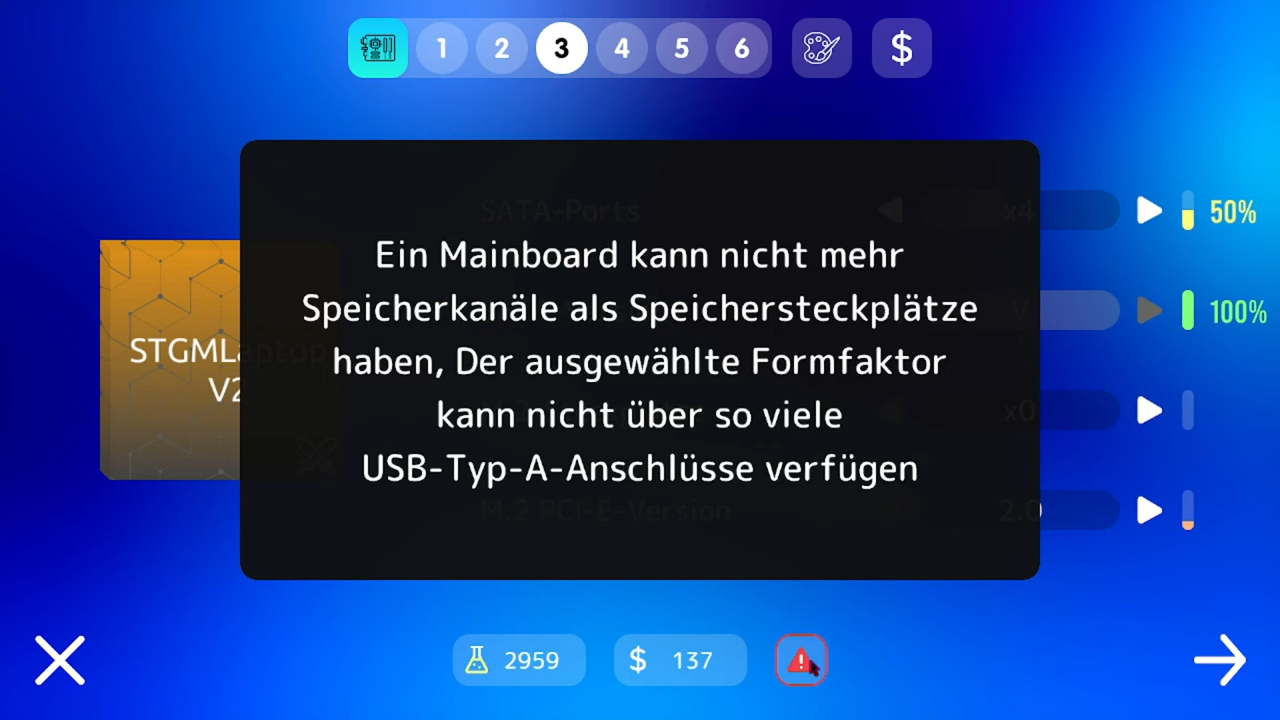 1 2 3 4 5 6 $
SATA-Ports x4 50%
Ein Mainboard kann nicht mehr
Speicherkanäle als Speichersteckplätze
haben, Der ausgewählte Formfaktor
kann nicht über so viele
USB-Typ-A-Anschlüsse verfügen
V 100%
STGMLaptop
V2
x0
M.2 PCI-E-Version 2.0
2959
$ 137